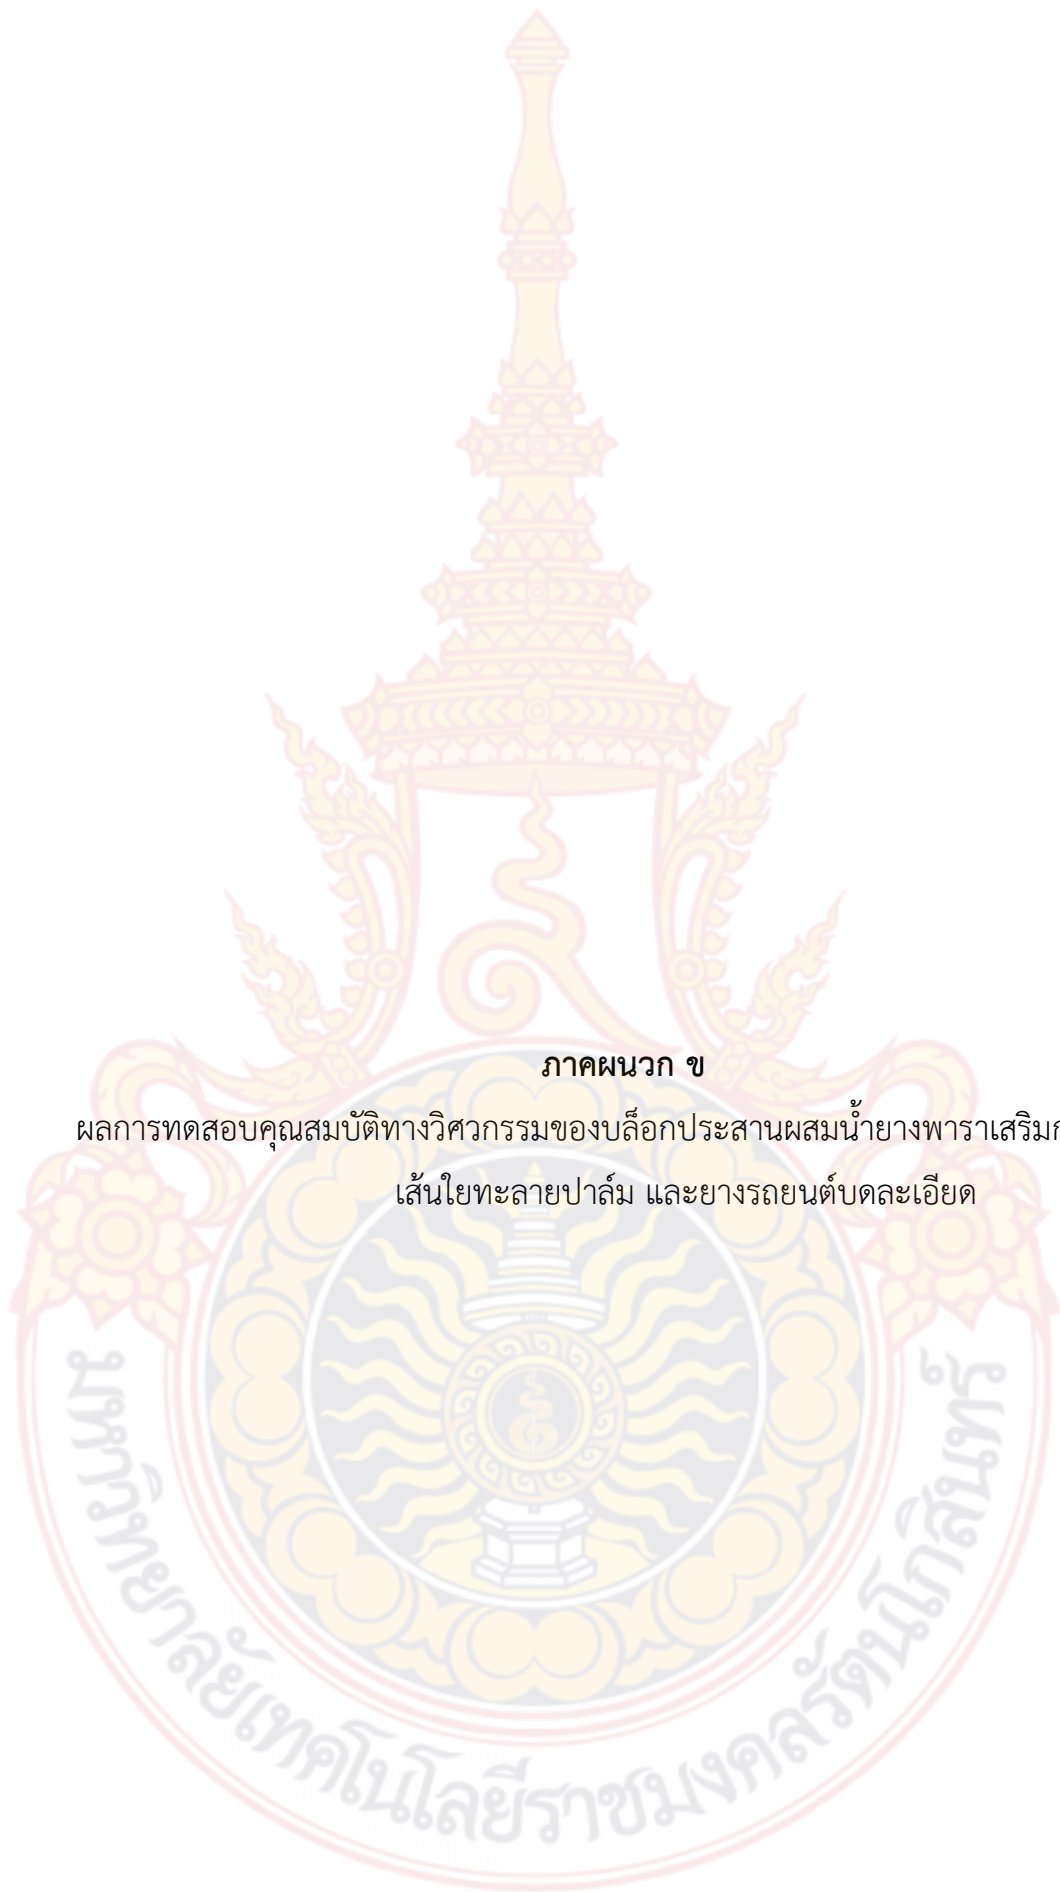 ภาคผนวก ข
ผลการทดสอบคุณสมบัติทางวิศวกรรมของบล็อกประสานผสมน้ำยางพาราเสริม
เส้นใยทะลายปาล์ม และยางรถยนต์บดละเอียด
มหาวิทยาลัยเทคโนโลยีราชมงคลรัตนโกสินทร์